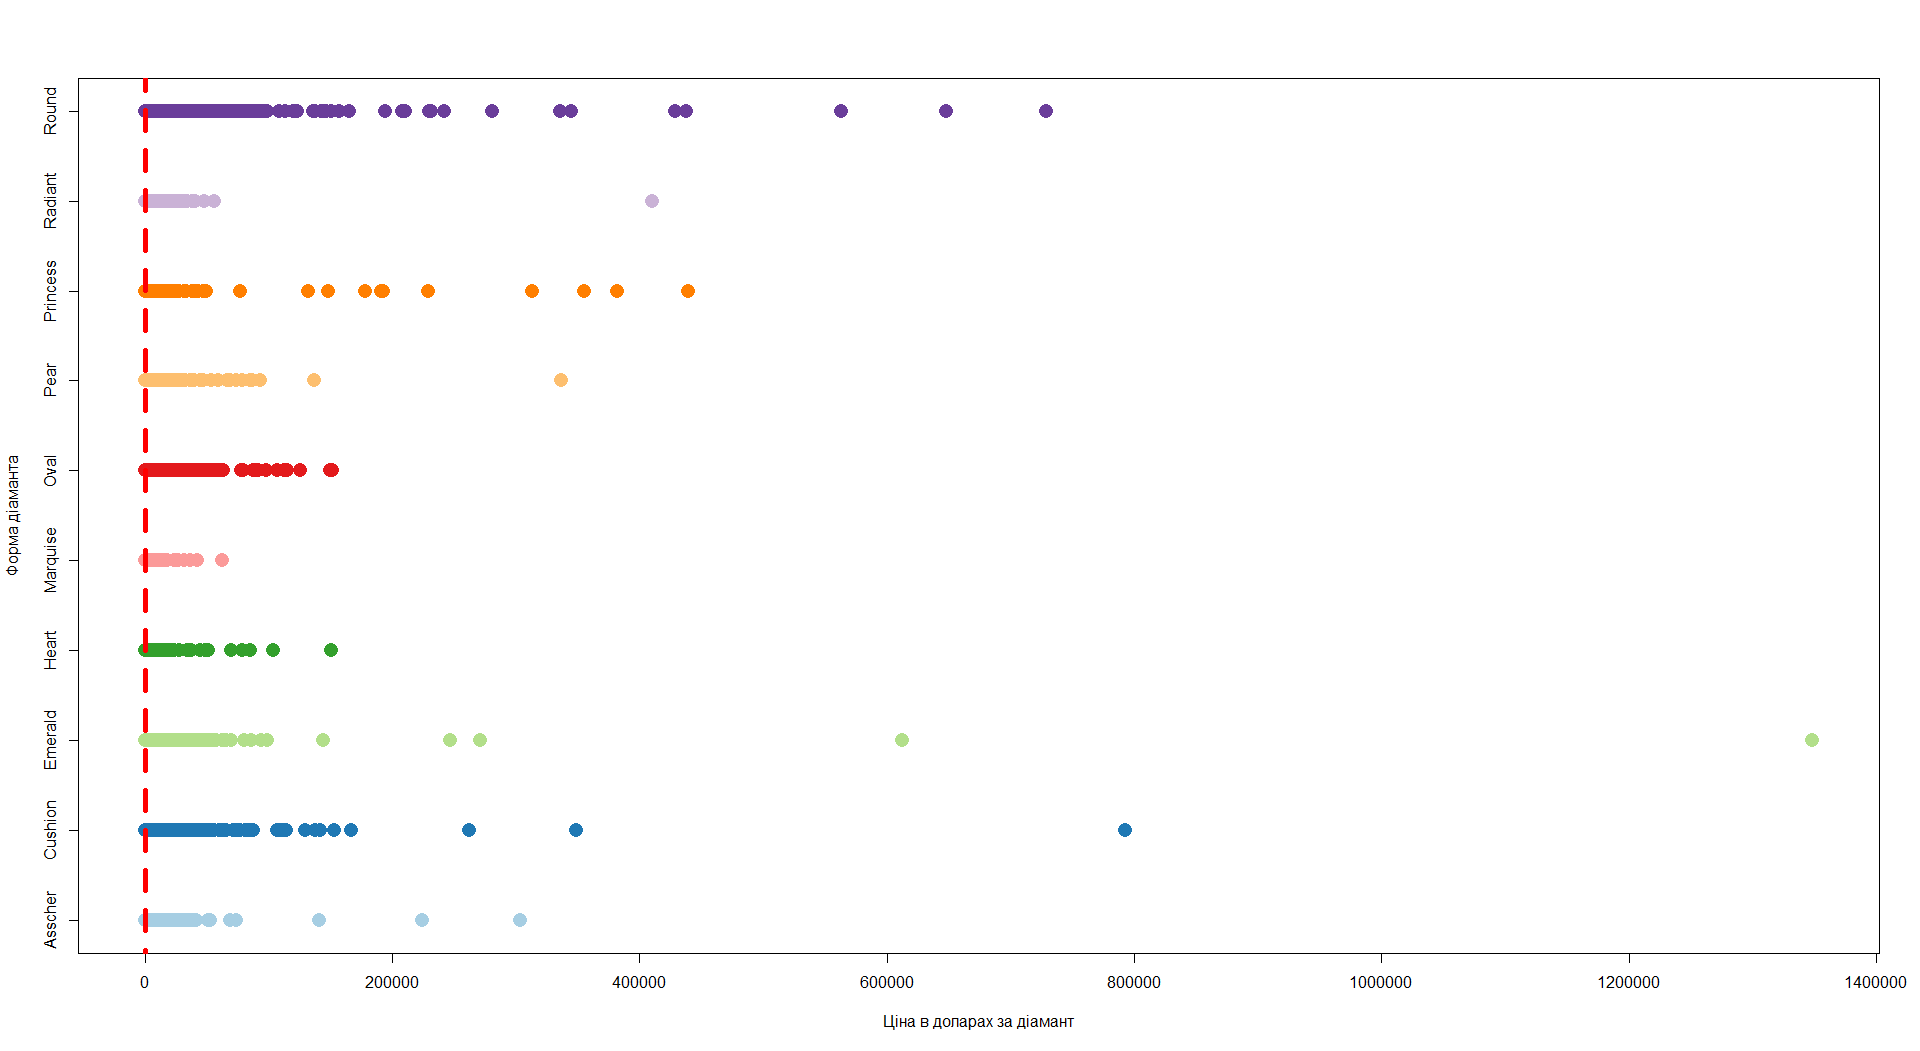 Форма діаманта
Round
Radiant
Princess
Pear
Oval
Marquise
Heart
Emerald
Cushion
Asscher
0 200000 400000 600000 800000 1000000 1200000 1400000
Ціна в доларах за діамант